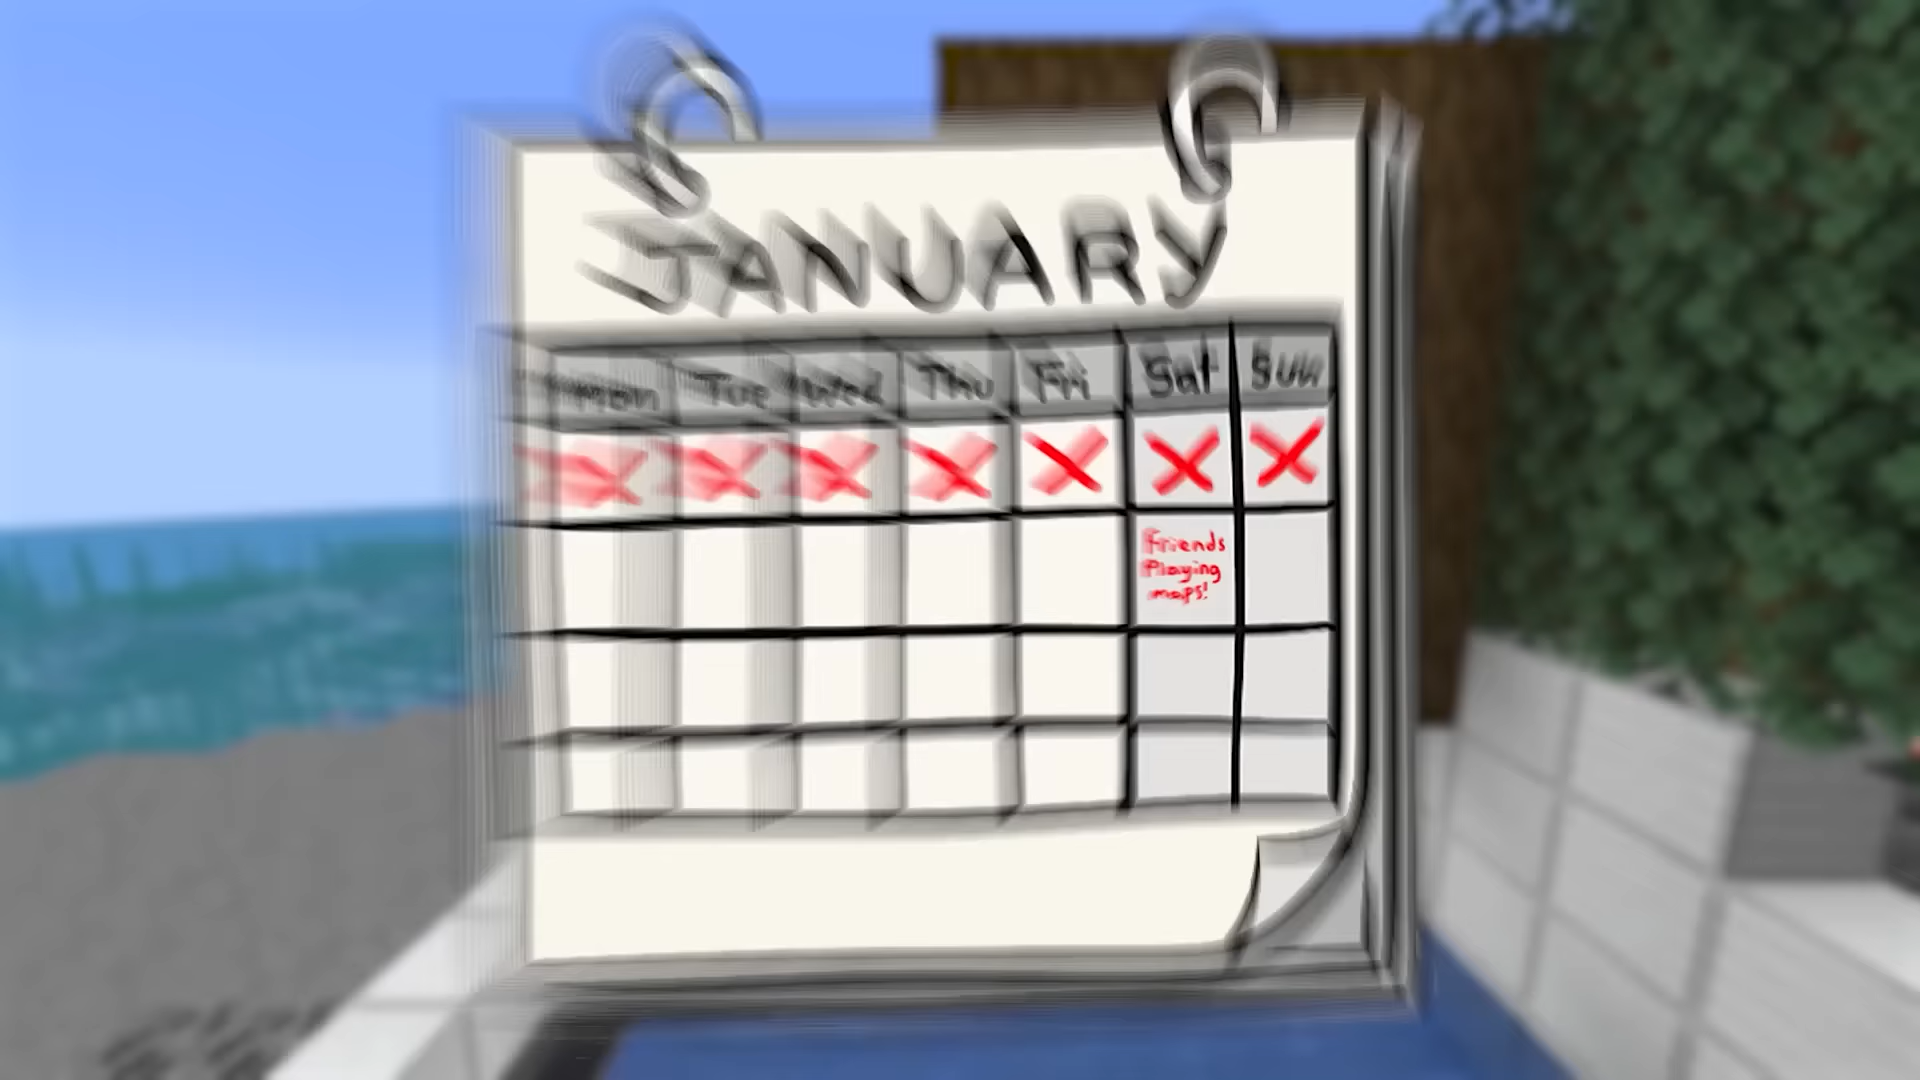 JANUARY
Mon Tue Wed Thu Fri Sat Sun
Friends
Playing
maps!